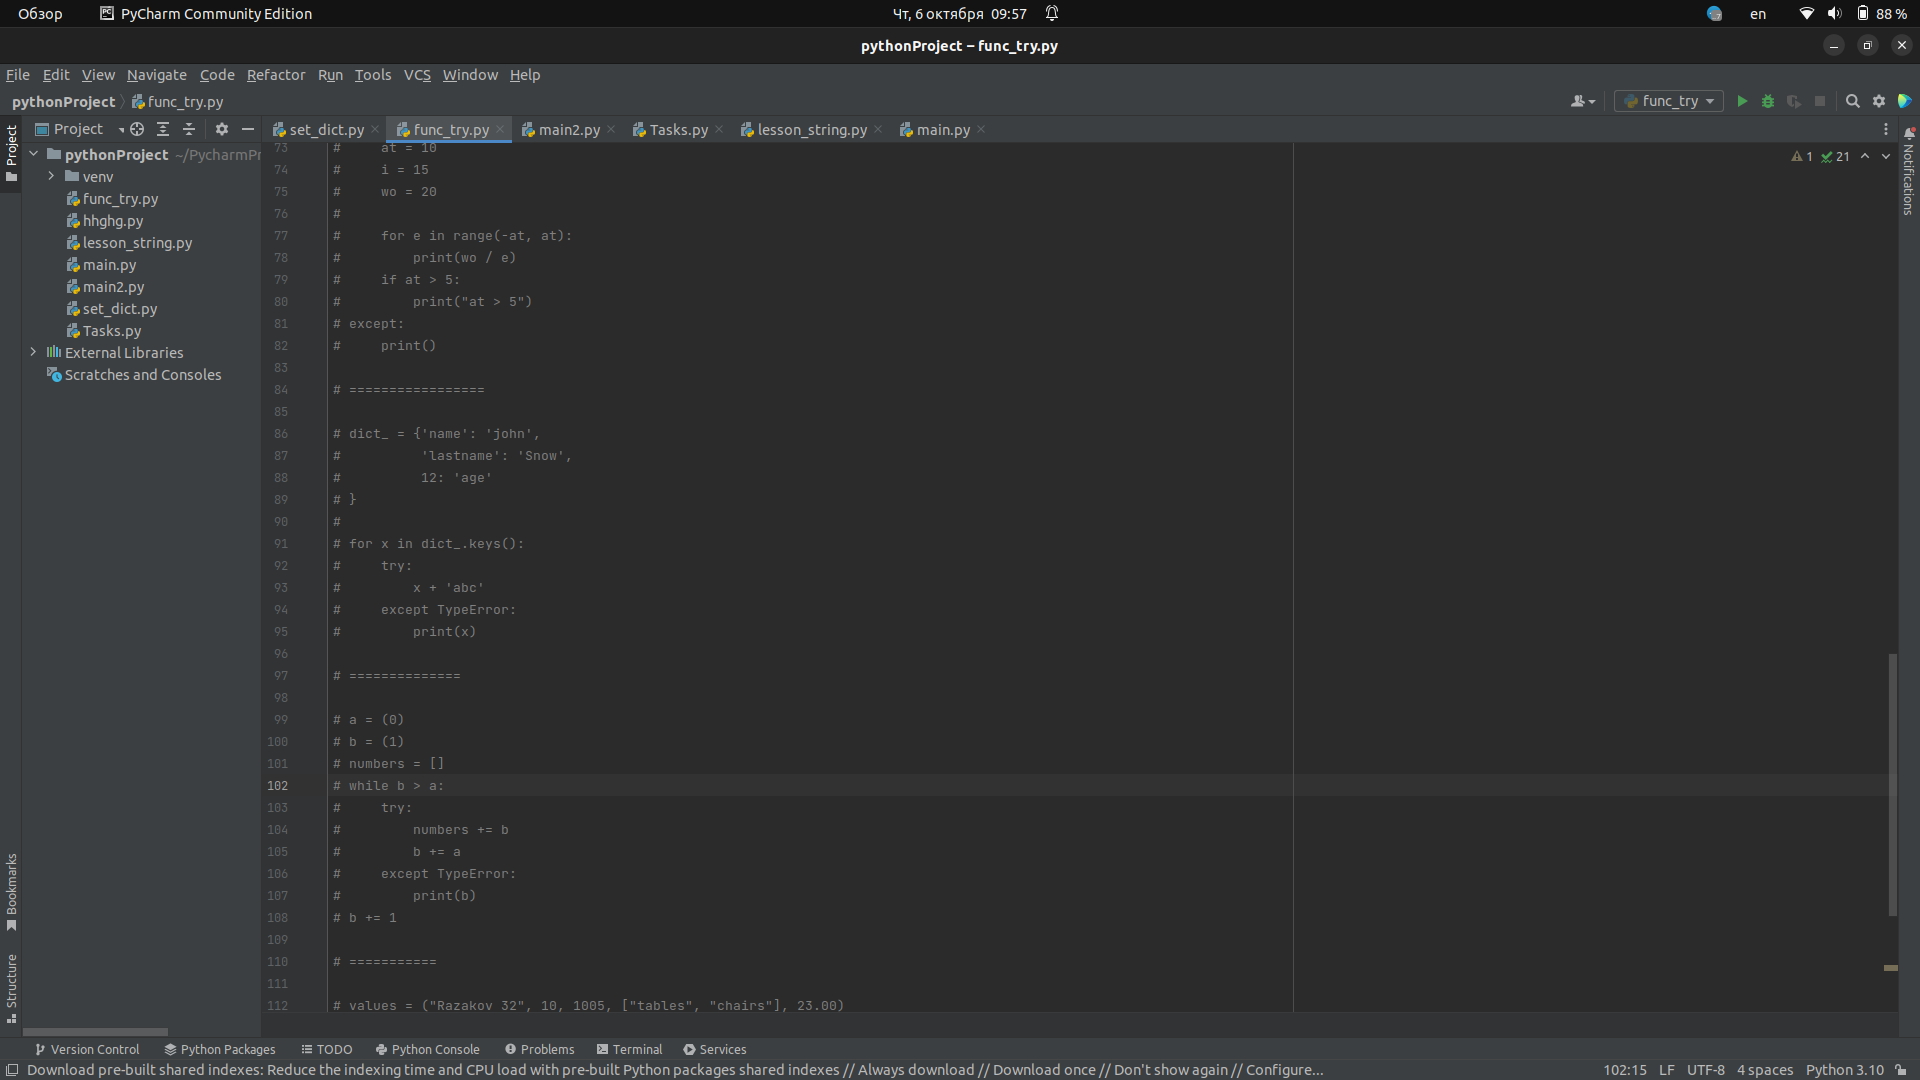 Обзор PyCharm Community Edition Чт, 6 октября 09:57 en 88 %
pythonProject – func_try.py
File Edit View Navigate Code Refactor Run Tools VCS Window Help
pythonProject func_try.py func_try
Project set_dict.py func_try.py main2.py Tasks.py lesson_string.py main.py
Project
pythonProject ~/PycharmPr
venv
func_try.py
hhghg.py
lesson_string.py
main.py
main2.py
set_dict.py
Tasks.py
External Libraries
Scratches and Consoles
Bookmarks
Structure
Notifications
1 21
73 #     at = 10
74 #     i = 15
75 #     wo = 20
76 #
77 #     for e in range(-at, at):
78 #         print(wo / e)
79 #     if at > 5:
80 #         print("at > 5")
81 # except:
82 #     print()
83
84 # =================
85
86 # dict_ = {'name': 'john',
87 #          'lastname': 'Snow',
88 #          12: 'age'
89 # }
90 #
91 # for x in dict_.keys():
92 #     try:
93 #         x + 'abc'
94 #     except TypeError:
95 #         print(x)
96
97 # ==============
98
99 # a = (0)
100 # b = (1)
101 # numbers = []
102 # while b > a:
103 #     try:
104 #         numbers += b
105 #         b += a
106 #     except TypeError:
107 #         print(b)
108 # b += 1
109
110 # ===========
111
112 # values = ("Razakov 32", 10, 1005, ["tables", "chairs"], 23.00)
Version Control Python Packages TODO Python Console Problems Terminal Services
Download pre-built shared indexes: Reduce the indexing time and CPU load with pre-built Python packages shared indexes // Always download // Download once // Don't show again // Configure... 102:15 LF UTF-8 4 spaces Python 3.10